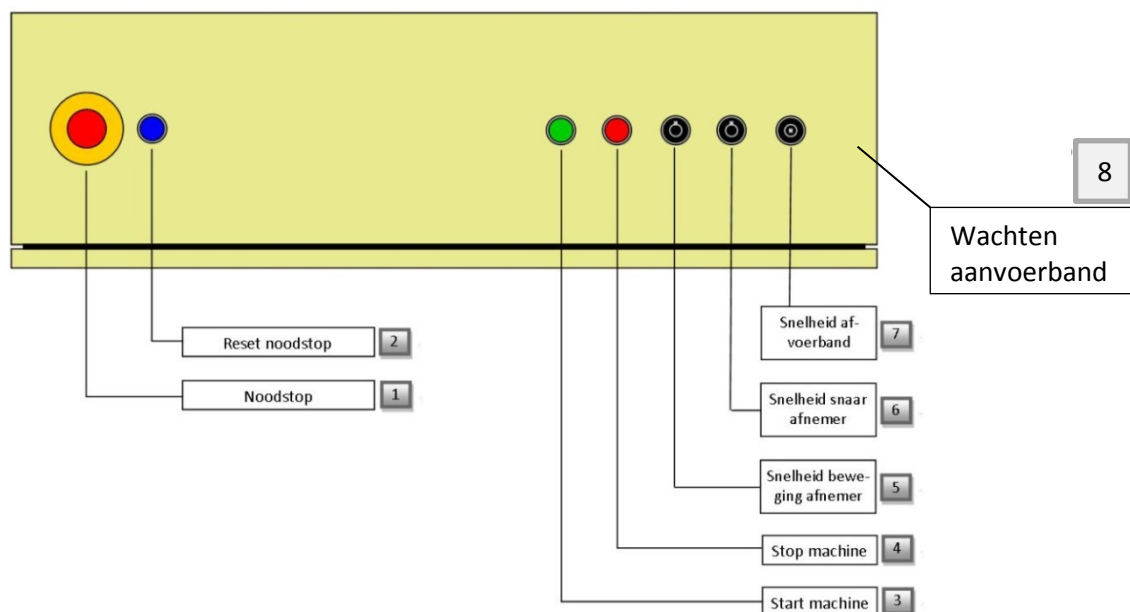 8
Wachten
aanvoerband
Snelheid af-
voerband
7
Reset noodstop
2
Noodstop
1
Snelheid snaar
afnemer
6
Snelheid bewe-
ging afnemer
5
Stop machine
4
Start machine
3